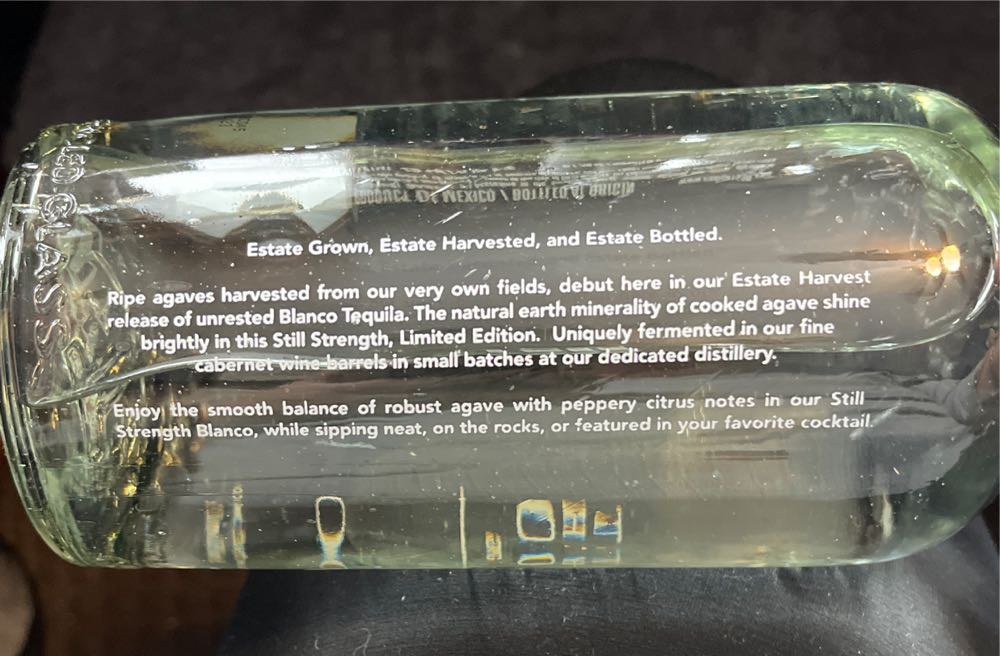 Estate Grown, Estate Harvested, and Estate Bottled.
Ripe agaves harvested from our very own fields, debut here in our Estate Harvest
release of unrested Blanco Tequila. The natural earth minerality of cooked agave shine
brightly in this Still Strength, Limited Edition. Uniquely fermented in our fine
cabernet wine barrels in small batches at our dedicated distillery.
Enjoy the smooth balance of robust agave with peppery citrus notes in our Still
Strength Blanco, while sipping neat, on the rocks, or featured in your favorite cocktail.
GLASS